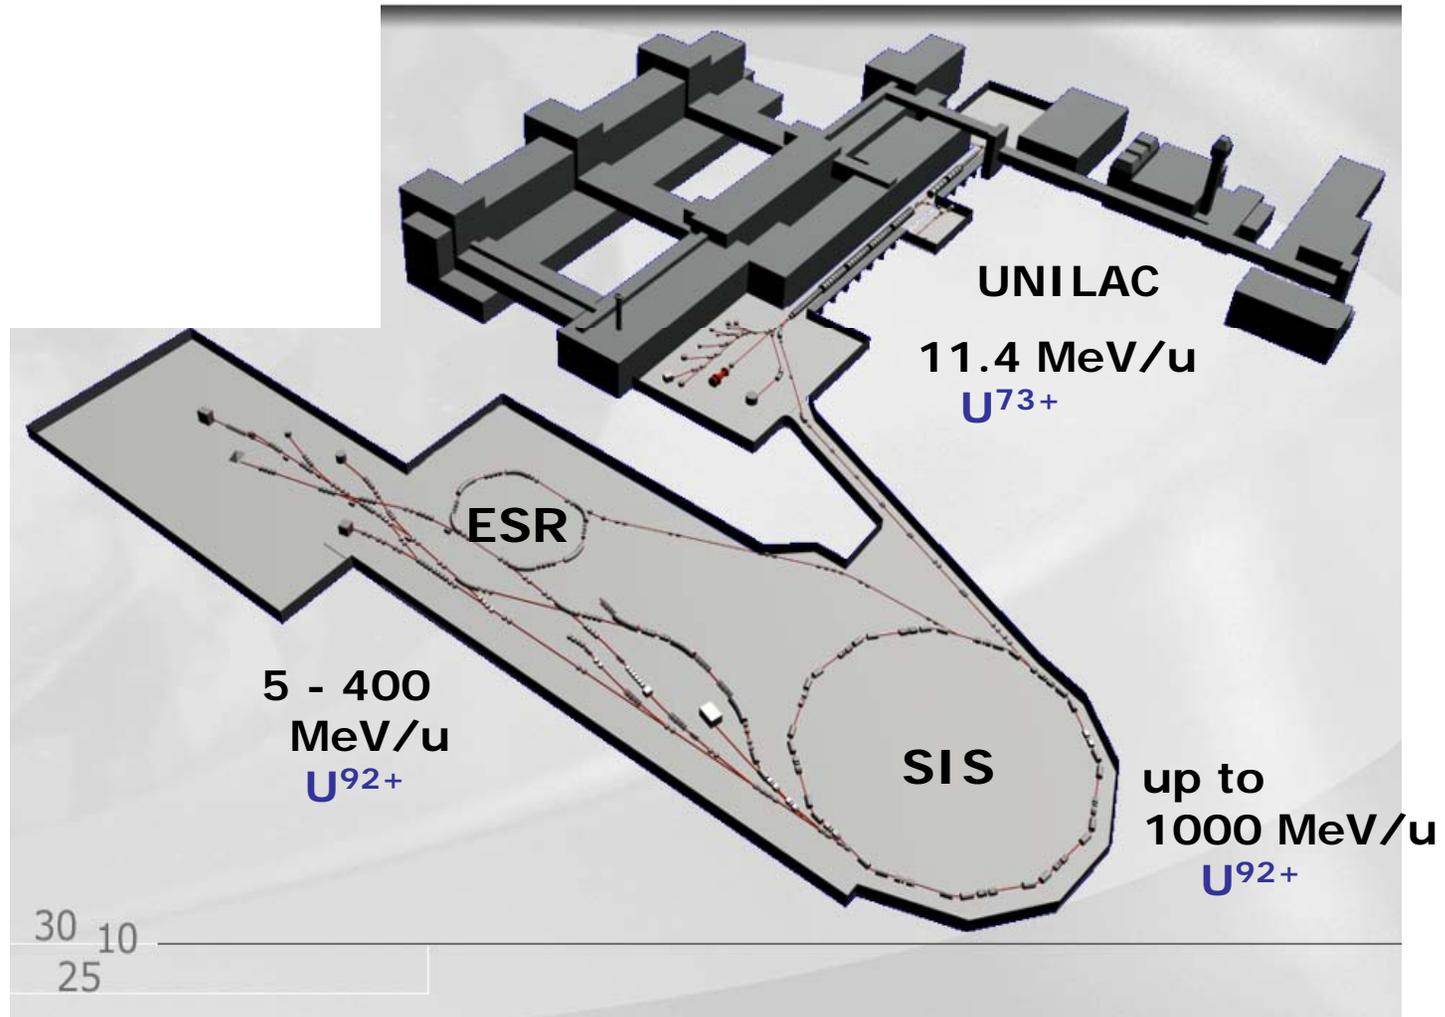 UNILAC
11.4 MeV/u
U73+
ESR
5 - 400
MeV/u
U92+
SIS
up to
1000 MeV/u
U92+
30 10
25